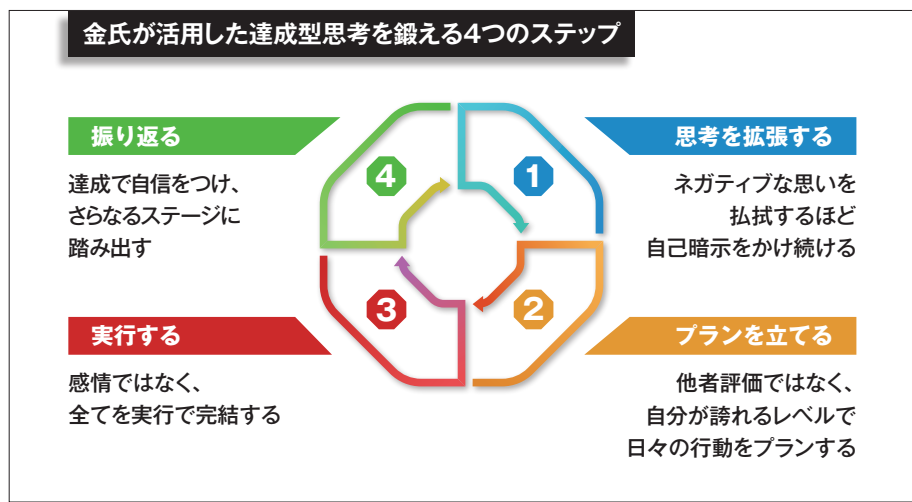 金氏が活用した達成型思考を鍛える4つのステップ
1
思考を拡張する
ネガティブな思いを
払拭するほど
自己暗示をかけ続ける
2
プランを立てる
他者評価ではなく、
自分が誇れるレベルで
日々の行動をプランする
3
実行する
感情ではなく、
全てを実行で完結する
4
振り返る
達成で自信をつけ、
さらなるステージに
踏み出す